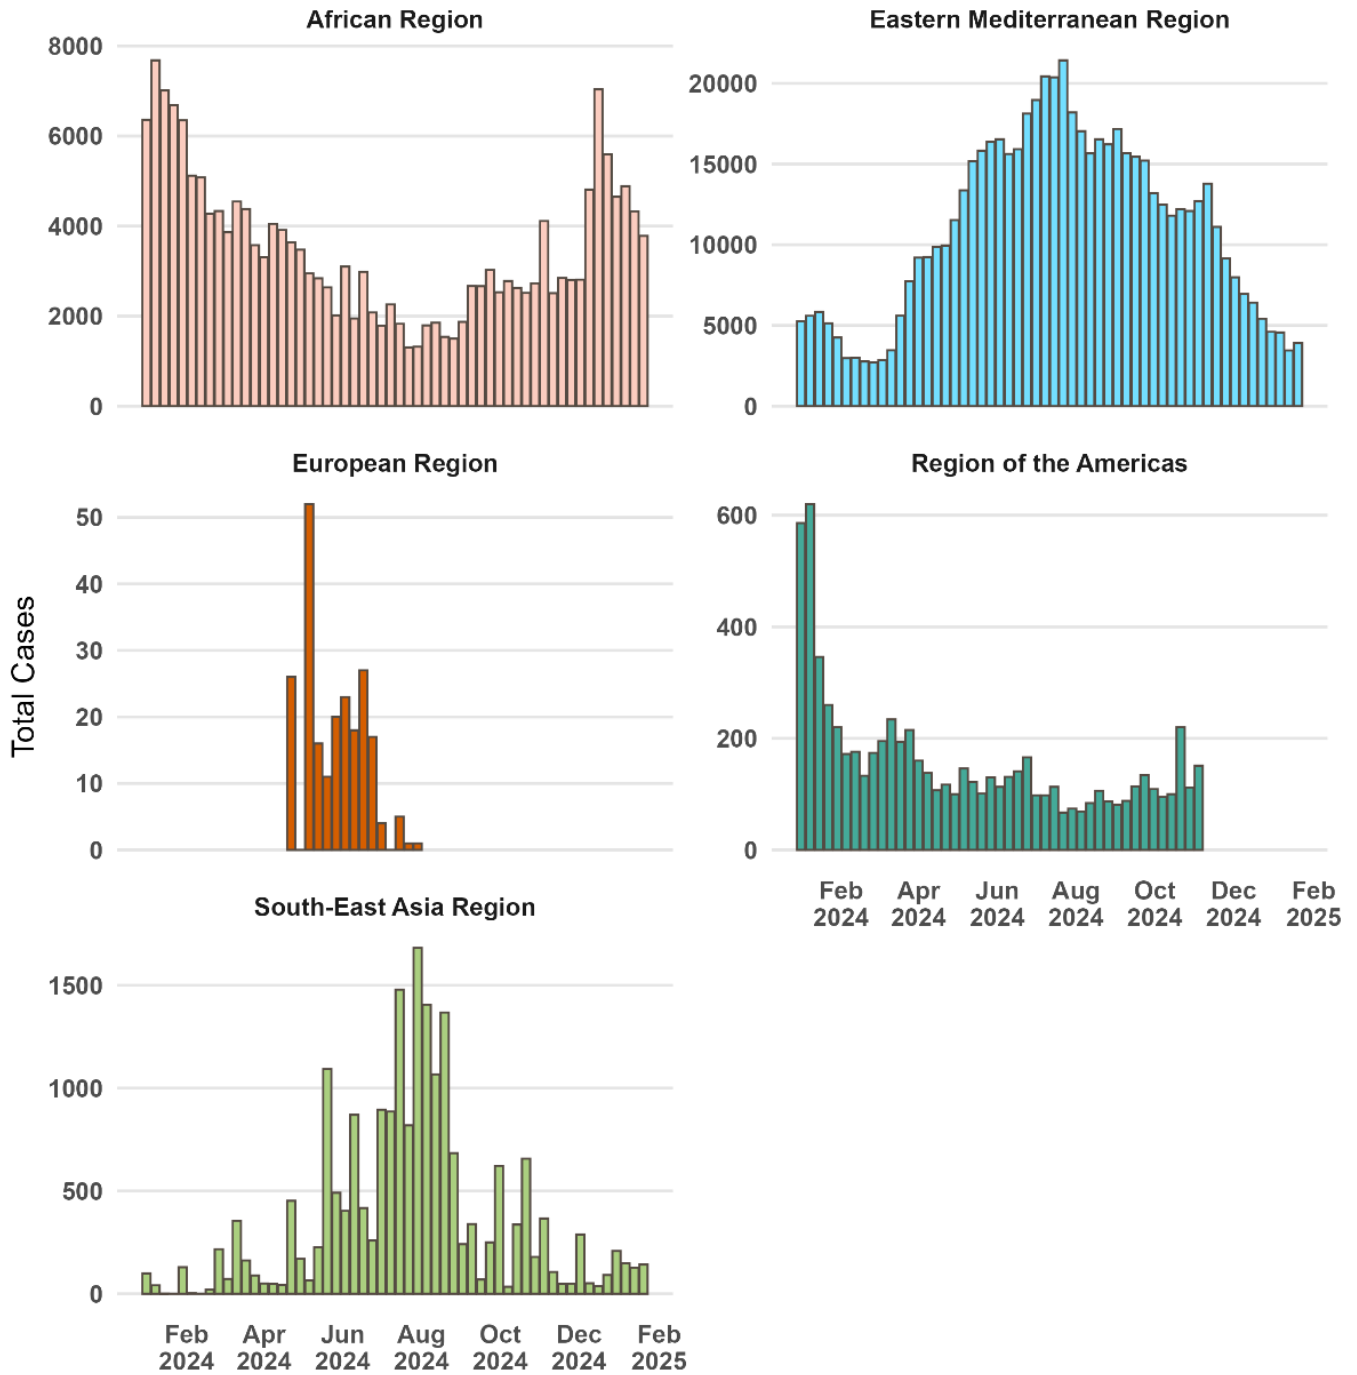 African Region
8000
6000
4000
2000
0
Eastern Mediterranean Region
20000
15000
10000
5000
0
Total Cases
European Region
50
40
30
20
10
0
Region of the Americas
600
400
200
0
Feb Apr Jun Aug Oct Dec Feb
2024 2024 2024 2024 2024 2024 2025
South-East Asia Region
1500
1000
500
0
Feb Apr Jun Aug Oct Dec Feb
2024 2024 2024 2024 2024 2024 2025